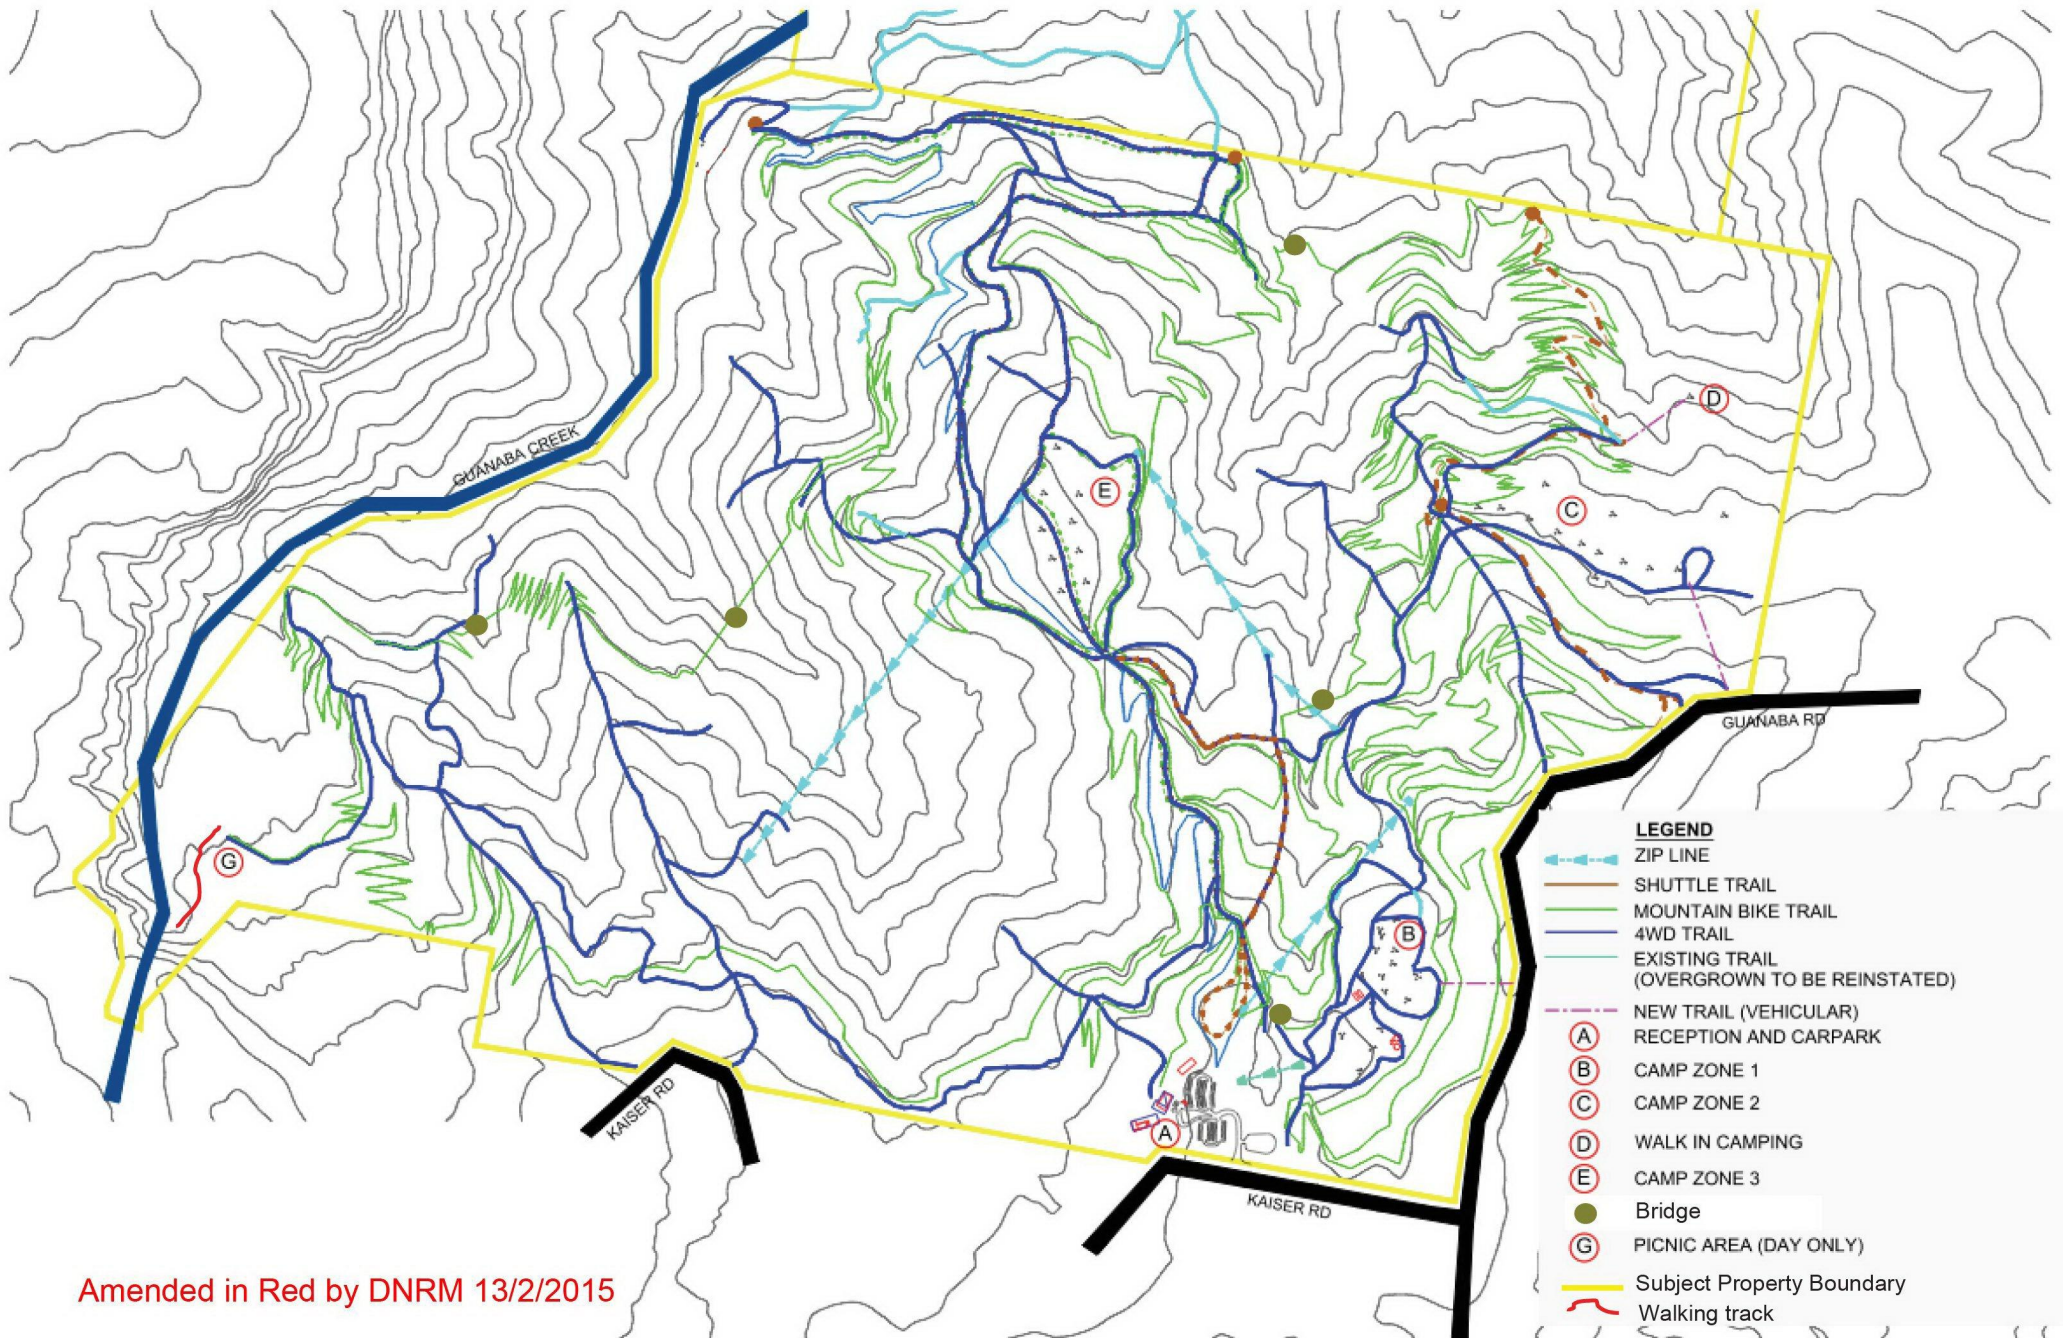 GUANABA CREEK
D
E
C
GUANABA RD
G
B
LEGEND
ZIP LINE
SHUTTLE TRAIL
MOUNTAIN BIKE TRAIL
4WD TRAIL
EXISTING TRAIL
(OVERGROWN TO BE REINSTATED)
NEW TRAIL (VEHICULAR)
A RECEPTION AND CARPARK
B CAMP ZONE 1
C CAMP ZONE 2
D WALK IN CAMPING
E CAMP ZONE 3
Bridge
G PICNIC AREA (DAY ONLY)
Subject Property Boundary
Walking track
KAISER RD
A
KAISER RD
Amended in Red by DNRM 13/2/2015